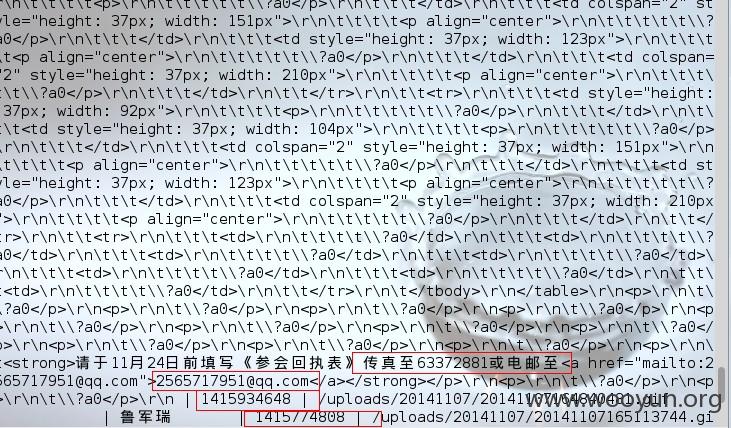 \t\t\t\t\t\\?a0</p>\r\n\t\t\t\t</td>\r\n\t\t\t\t<td colspan="2" st
yle="height: 37px; width: 151px">\r\n\t\t\t\t\t<p align="center">\r\n\t\t\t\t\t\t\\?
a0</p>\r\n\t\t\t\t</td>\r\n\t\t\t\t<td style="height: 37px; width: 123px">\r\n\t\t\t\t
\t<p align="center">\r\n\t\t\t\t\t\t\\?a0</p>\r\n\t\t\t\t</td>\r\n\t\t\t\t<td colspan=
"2" style="height: 37px; width: 210px">\r\n\t\t\t\t\t<p align="center">\r\n\t\t\t\t\
t\t\\?a0</p>\r\n\t\t\t\t</td>\r\n\t\t\t</tr>\r\n\t\t\t<tr>\r\n\t\t\t\t<td style="height:
37px; width: 92px">\r\n\t\t\t\t\t<p>\r\n\t\t\t\t\t\t\\?a0</p>\r\n\t\t\t\t</td>\r\n\t\t
\t\t<td style="height: 37px; width: 104px">\r\n\t\t\t\t\t<p>\r\n\t\t\t\t\t\t\\?a0</p>
\r\n\t\t\t\t</td>\r\n\t\t\t\t<td colspan="2" style="height: 37px; width: 151px">\r\n\t
\t\t\t\t<p align="center">\r\n\t\t\t\t\t\t\\?a0</p>\r\n\t\t\t\t</td>\r\n\t\t\t\t<td st
yle="height: 37px; width: 123px">\r\n\t\t\t\t\t<p align="center">\r\n\t\t\t\t\t\t\\?
a0</p>\r\n\t\t\t\t</td>\r\n\t\t\t\t<td colspan="2" style="height: 37px; width: 210px
">\r\n\t\t\t\t\t<p align="center">\r\n\t\t\t\t\t\t\\?a0</p>\r\n\t\t\t\t</td>\r\n\t\t\t</
tr>\r\n\t\t\t<tr>\r\n\t\t\t\t<td>\r\n\t\t\t\t\t\\?a0</td>\r\n\t\t\t\t<td>\r\n\t\t\t\t\t\\?
a0</td>\r\n\t\t\t\t<td>\r\n\t\t\t\t\t\\?a0</td>\r\n\t\t\t\t<td>\r\n\t\t\t\t\t\\?a0</td>\
r\n\t\t\t\t<td>\r\n\t\t\t\t\t\\?a0</td>\r\n\t\t\t\t<td>\r\n\t\t\t\t\t\\?a0</td>\r\n\t\t\
t\t<td>\r\n\t\t\t\t\t\\?a0</td>\r\n\t\t\t</tr>\r\n\t\t</tbody>\r\n\t</table>\r\n<p>\r\n\t\
\?a0</p>\r\n<p>\r\n\t\\?a0</p>\r\n<p>\r\n\t\\?a0</p>\r\n<p>\r\n\t\\?a0</p>\r\n<p>\r\n\
t\\?a0</p>\r\n<p>\r\n\t\\?a0</p>\r\n<p>\r\n\t\\?a0</p>\r\n<p>\r\n\t\\?a0</p>\r\n<p>\r\n\t
<strong>请于11月24日前填写《参会回执表》传真至63372881或电邮至<a href="mailto:2
565717951@qq.com">2565717951@qq.com</a></strong></p>\r\n<p>\r\n\t\\?a0</p>\r\n<p>\r\n\t\\?
a0</p>\r\n | 1415934648 | /uploads/20141107/20141107164840481.gi
| 鲁军瑞 | 1415774808 | /uploads/20141107/20141107165113744.gi
www.wooyun.org